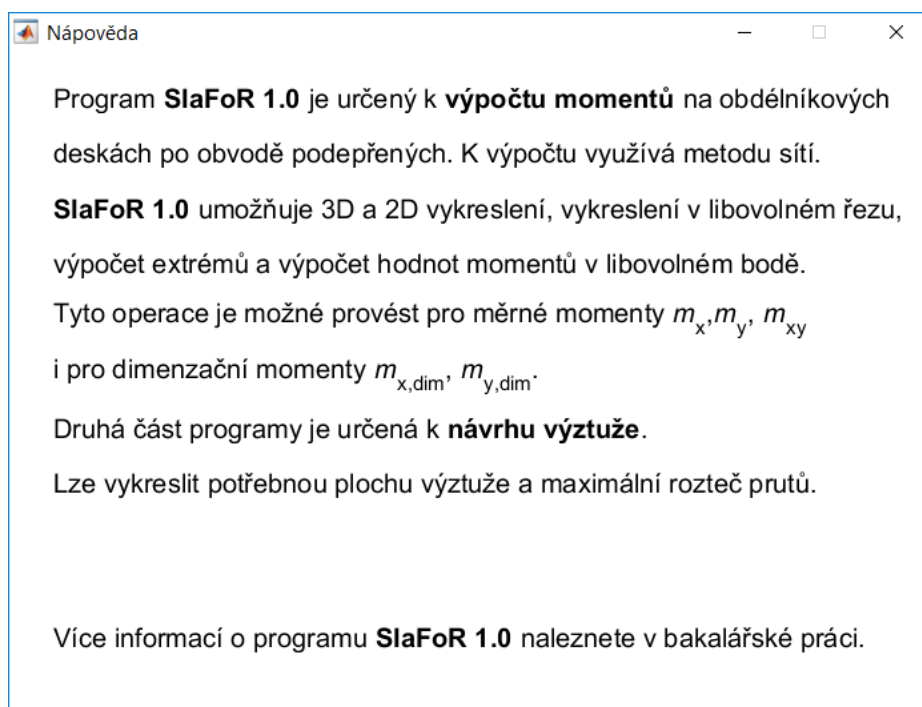 Nápověda
Program SlaFoR 1.0 je určený k výpočtu momentů na obdélníkových
deskách po obvodě podepřených. K výpočtu využívá metodu sítí.
SlaFoR 1.0 umožňuje 3D a 2D vykreslení, vykreslení v libovolném řezu,
výpočet extrémů a výpočet hodnot momentů v libovolném bodě.
Tyto operace je možné provést pro měrné momenty mx,my, mxy
i pro dimenzační momenty mx,dim, my,dim.
Druhá část programy je určená k návrhu výztuže.
Lze vykreslit potřebnou plochu výztuže a maximální rozteč prutů.
Více informací o programu SlaFoR 1.0 naleznete v bakalářské práci.